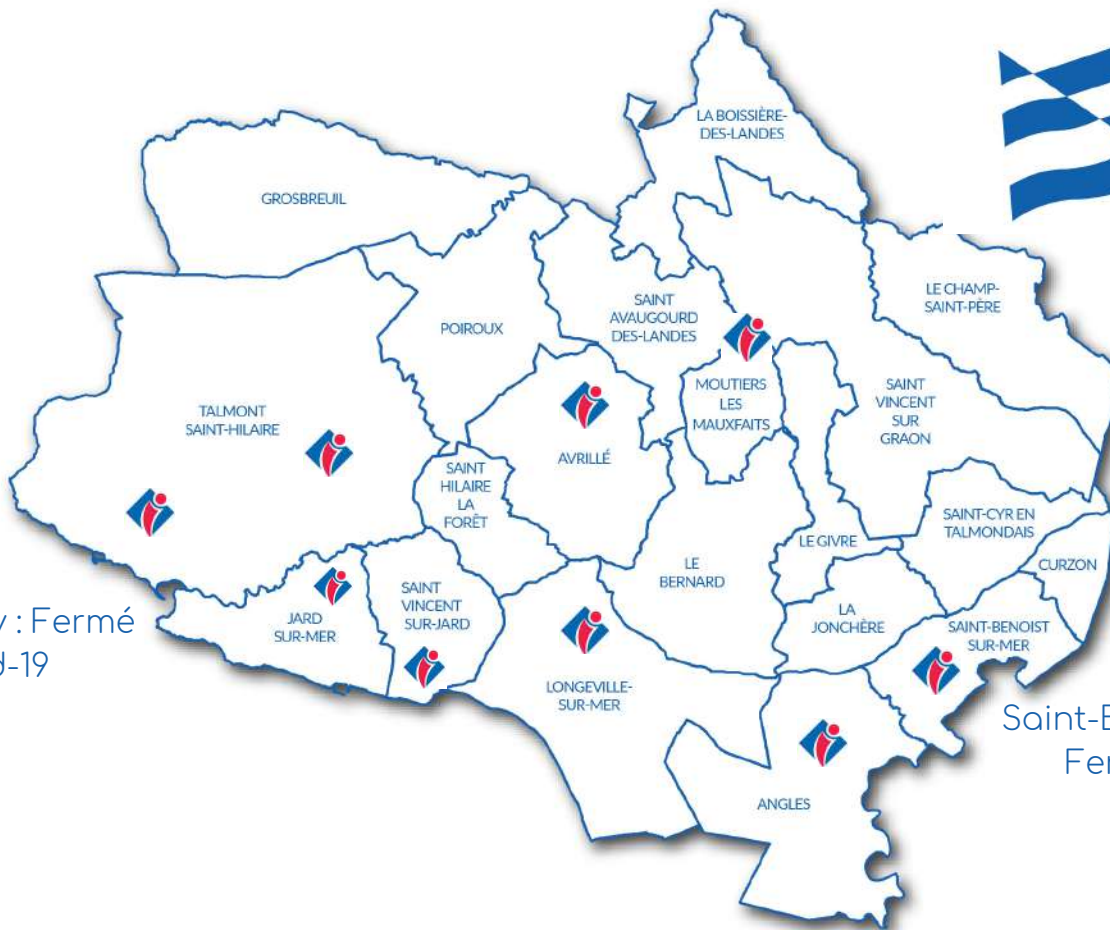 LA BOISSIÈRE-
DES-LANDES
GROSBREUIL
LE CHAMP-
SAINT-PÈRE
SAINT
AVAUGOURD
DES-LANDES
POIROUX
MOUTIERS
LES
MAUXFAITS
SAINT
VINCENT
SUR
GRAON
TALMONT
SAINT-HILAIRE
AVRILLÉ
SAINT
HILAIRE
LA
FORÊT
SAINT-CYR EN
TALMONDAIS
LE GIVRE
LE
BERNARD
CURZON
SAINT
VINCENT
SUR-JARD
JARD
SUR-MER
LA
JONCHÈRE
SAINT-BENOIST
SUR-MER
: Fermé
-19
LONGEVILLE-
SUR-MER
Saint-
ANGLES